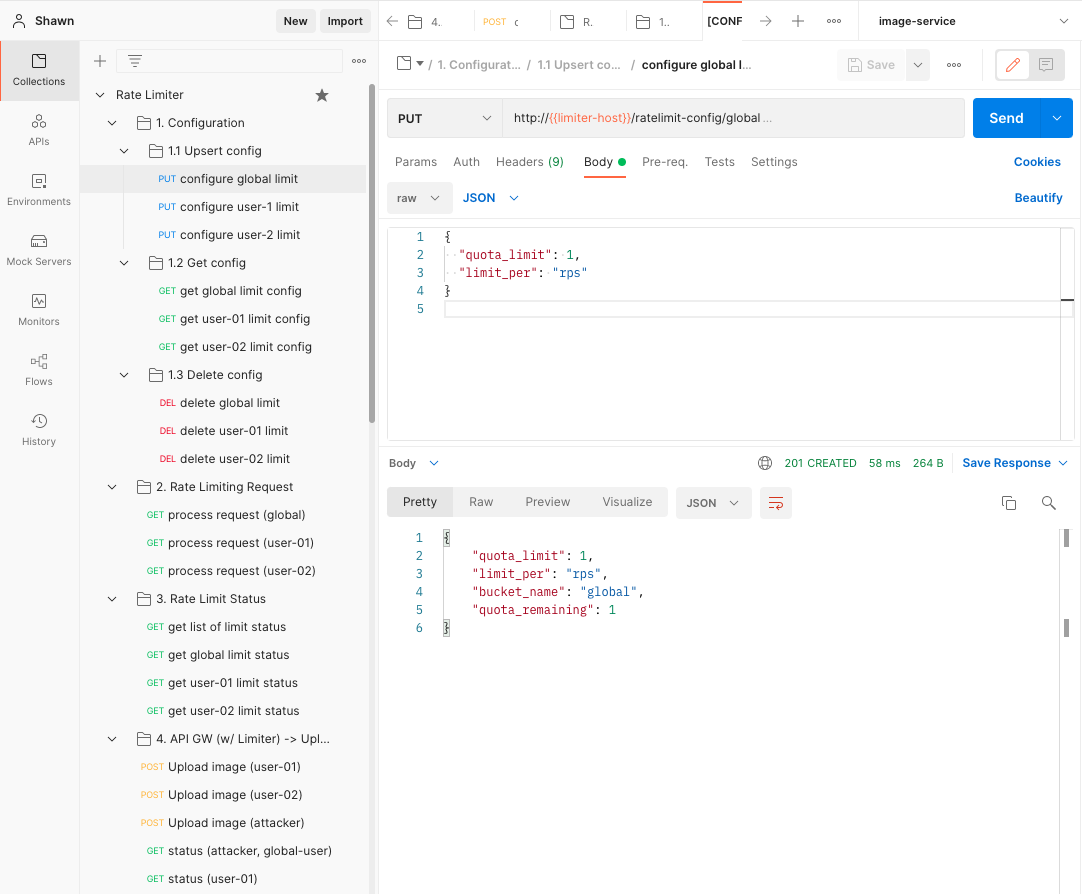 Shawn
New
Import
4.
POST c
R.
1..
[CONF
image-service
Collections
APIs
Environments
Mock Servers
Monitors
Flows
History
Rate Limiter
1. Configuration
1.1 Upsert config
PUT configure global limit
PUT configure user-1 limit
PUT configure user-2 limit
1.2 Get config
GET get global limit config
GET get user-01 limit config
GET get user-02 limit config
1.3 Delete config
DEL delete global limit
DEL delete user-01 limit
DEL delete user-02 limit
2. Rate Limiting Request
GET process request (global)
GET process request (user-01)
GET process request (user-02)
3. Rate Limit Status
GET get list of limit status
GET get global limit status
GET get user-01 limit status
GET get user-02 limit status
4. API GW (w/ Limiter) -> Upl...
POST Upload image (user-01)
POST Upload image (user-02)
POST Upload image (attacker)
GET status (attacker, global-user)
GET status (user-01)
/ 1. Configurat... / 1.1 Upsert co... / configure global l...
Save
PUT
http://{{limiter-host}}/ratelimit-config/global ...
Send
Params Auth Headers (9) Body Pre-req. Tests Settings
Cookies
raw JSON
Beautify
1 {
2 "quota_limit": 1,
3 "limit_per": "rps"
4 }
5
Body
201 CREATED 58 ms 264 B
Save Response
Pretty Raw Preview Visualize
JSON
1 {
2 "quota_limit": 1,
3 "limit_per": "rps",
4 "bucket_name": "global",
5 "quota_remaining": 1
6 }